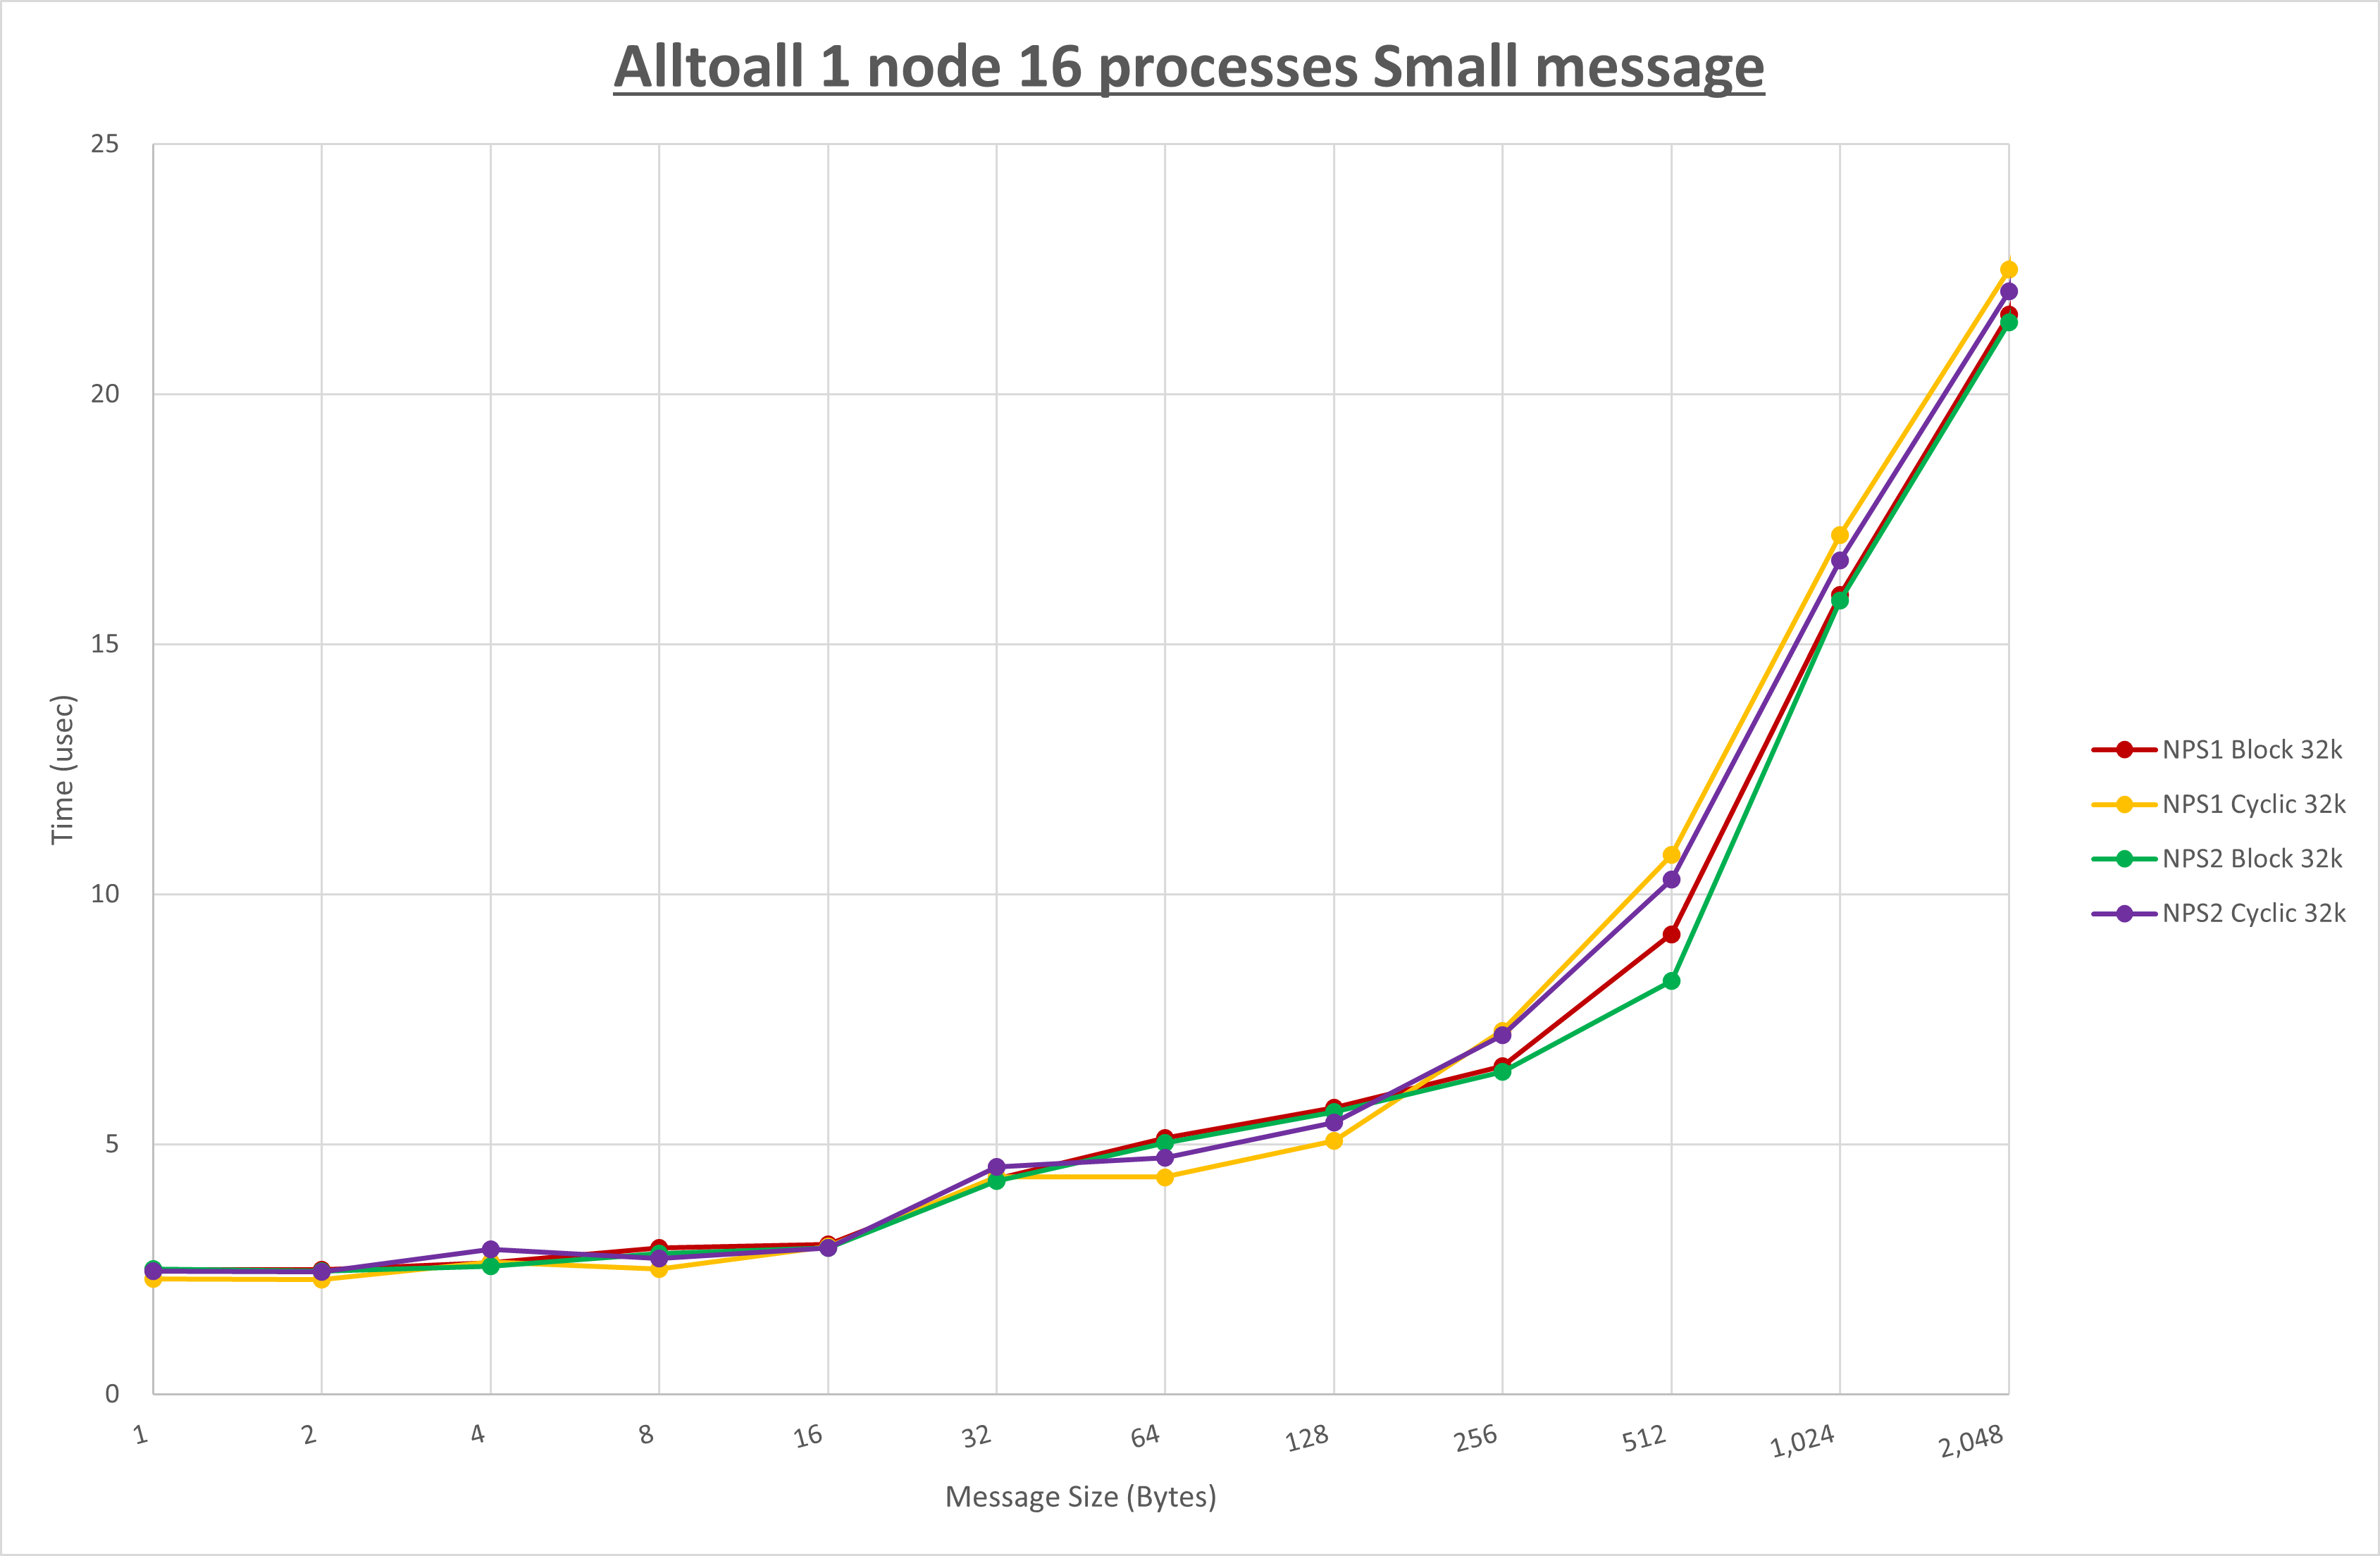 Alltoall 1 node 16 processes Small message
25
20
15
10
5
0
Time (usec)
1
2
4
8
16
32
64
128
256
512
1,024
2,048
Message Size (Bytes)
NPS1 Block 32k
NPS1 Cyclic 32k
NPS2 Block 32k
NPS2 Cyclic 32k